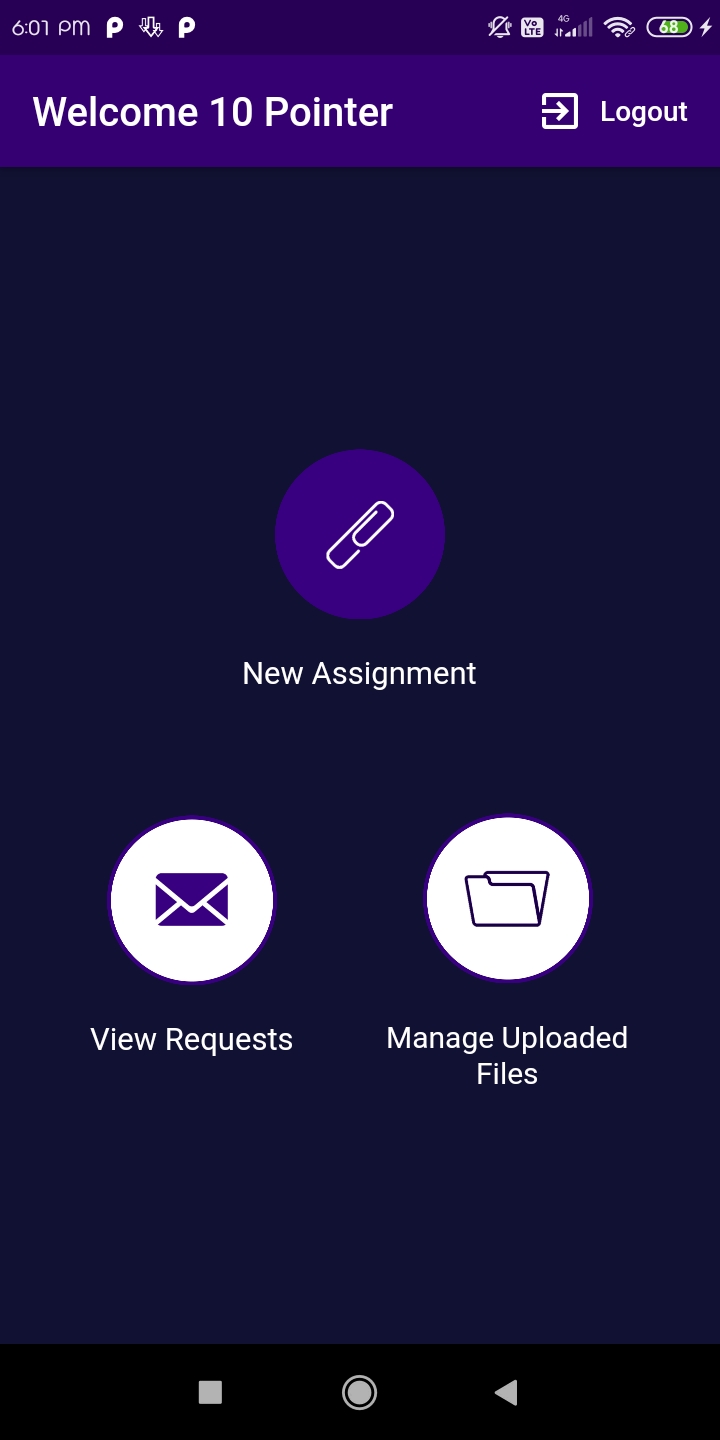 6:01 PM
Vo LTE
4G
68
Welcome 10 Pointer
Logout
New Assignment
View Requests
Manage Uploaded
Files